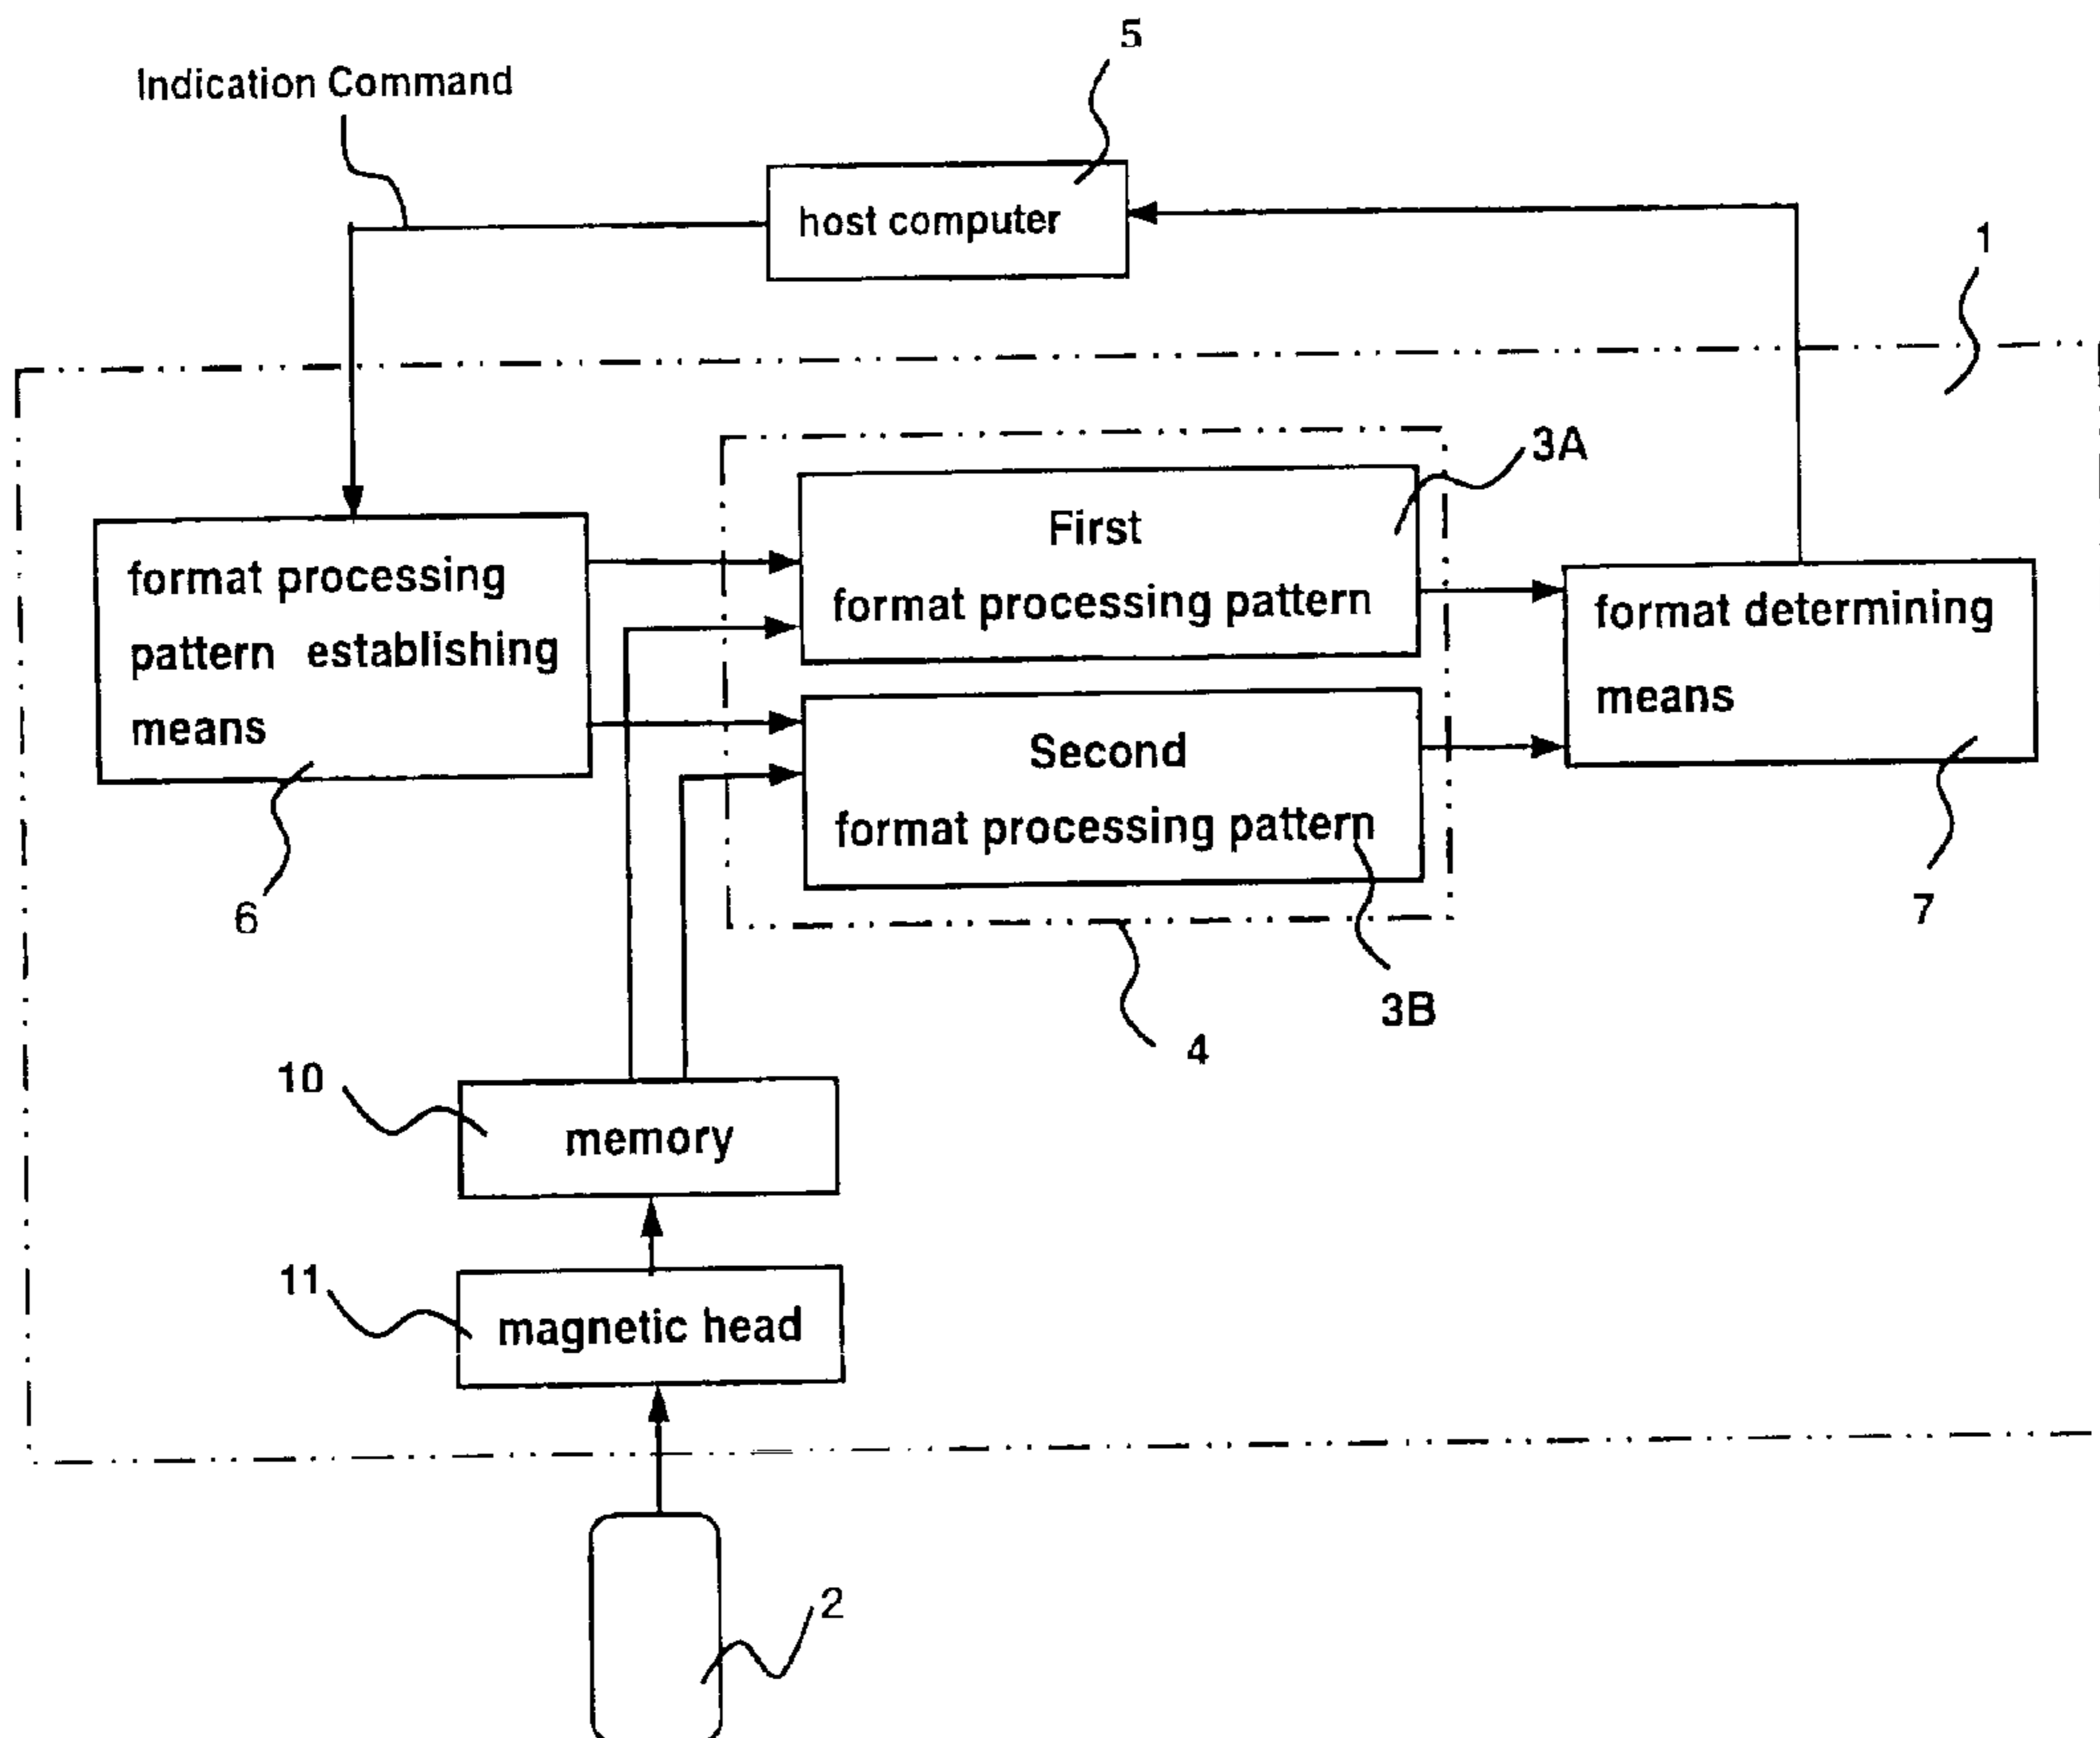 5
Indication Command
host computer
1
3A
First
format processing pattern
format processing
pattern establishing
means
format determining
means
Second
format processing pattern
6
7
3B
4
10
memory
11
magnetic head
2